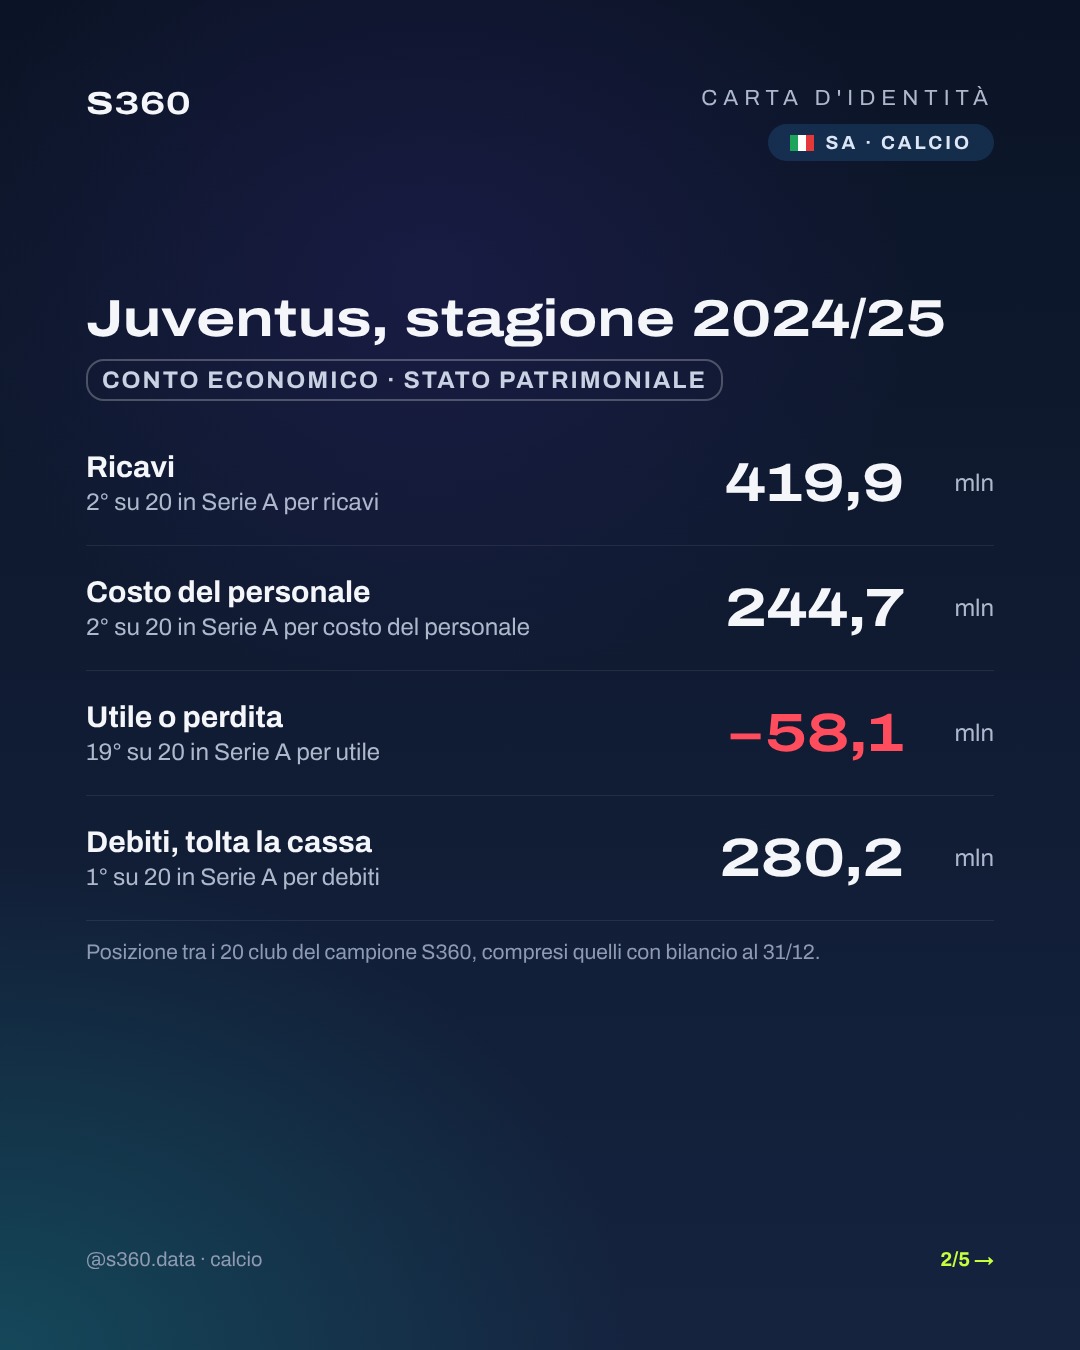 S360
CARTA D'IDENTITÀ
SA · CALCIO
Juventus, stagione 2024/25
CONTO ECONOMICO · STATO PATRIMONIALE
Ricavi
2° su 20 in Serie A per ricavi
419,9 mln
Costo del personale
2° su 20 in Serie A per costo del personale
244,7 mln
Utile o perdita
19° su 20 in Serie A per utile
–58,1 mln
Debiti, tolta la cassa
1° su 20 in Serie A per debiti
280,2 mln
Posizione tra i 20 club del campione S360, compresi quelli con bilancio al 31/12.
@s360.data · calcio
2/5 →